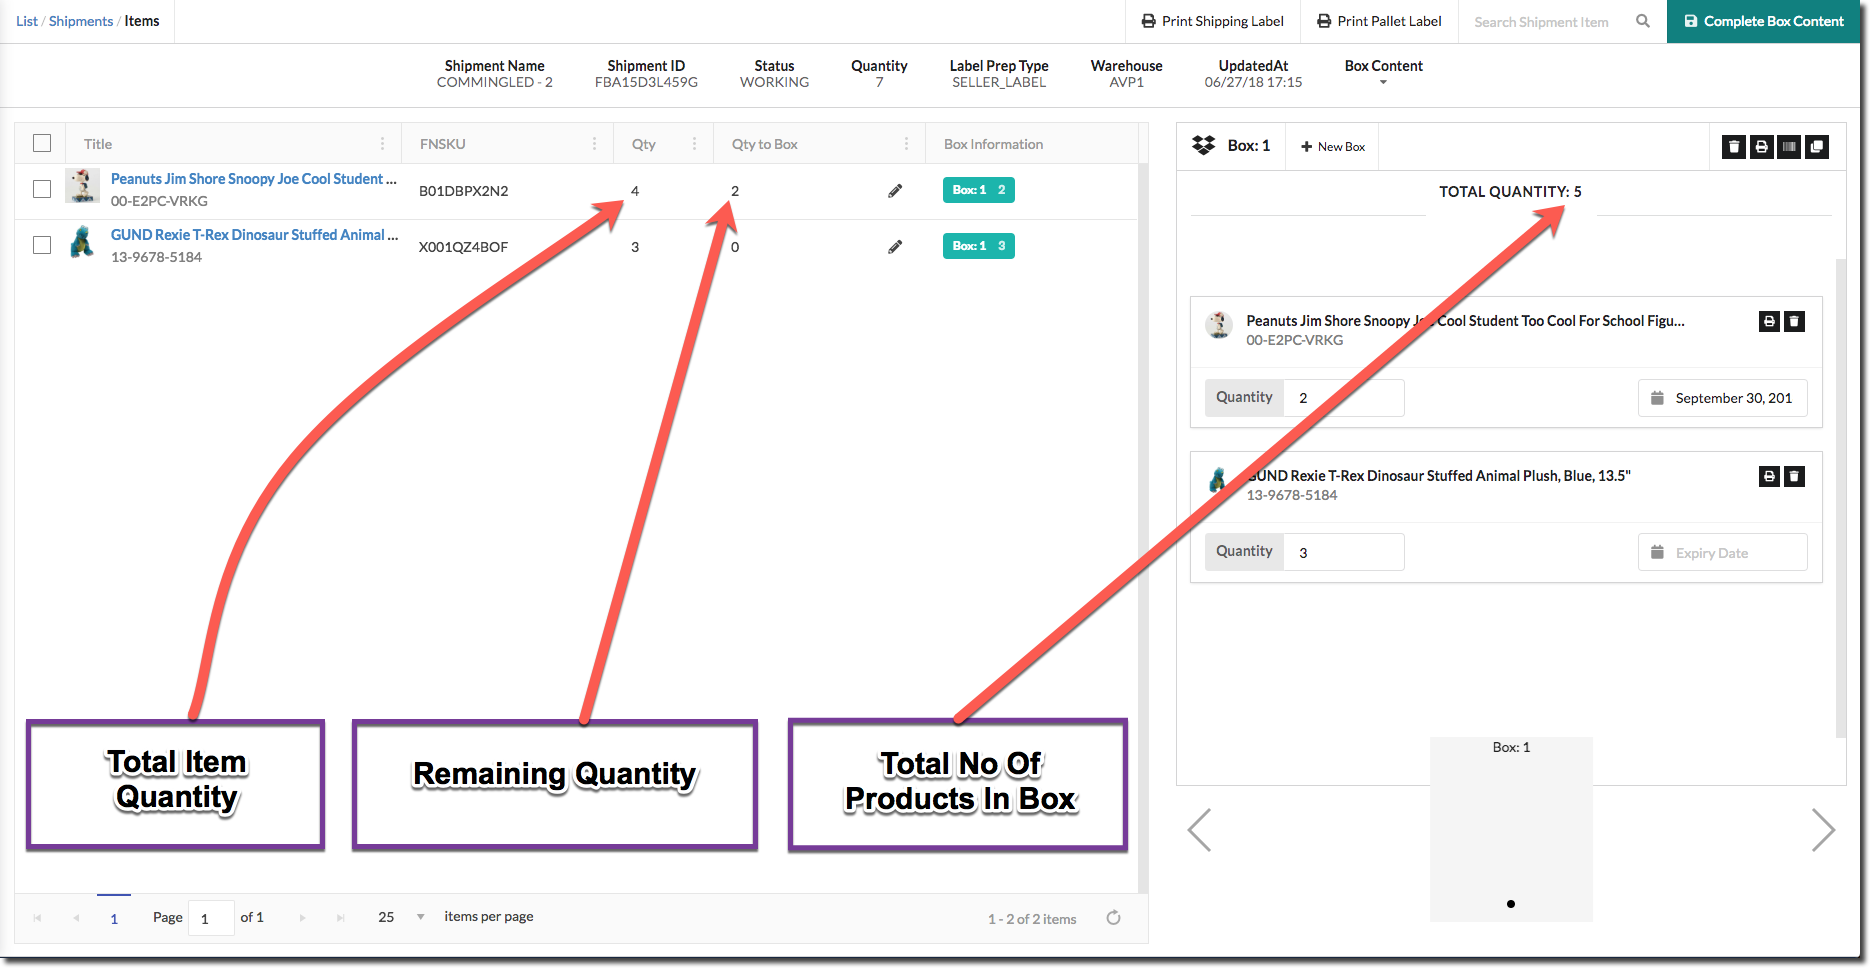 List / Shipments / Items
Print Shipping Label
Print Pallet Label
Search Shipment Item
Complete Box Content
Shipment Name Shipment ID Status Quantity Label Prep Type Warehouse UpdatedAt Box Content
COMMINGLED - 2 FBA15D3L459G WORKING 7 SELLER_LABEL AVP1 06/27/18 17:15
Title FNSKU Qty Qty to Box Box Information
Peanuts Jim Shore Snoopy Joe Cool Student ...
00-E2PC-VRKG
B01DBPX2N2 4 2 Box: 1 2
GUND Rexie T-Rex Dinosaur Stuffed Animal ...
13-9678-5184
X001QZ4BOF 3 0 Box: 1 3
Total Item
Quantity
Remaining Quantity
Total No Of
Products In Box
1 Page 1 of 1 25 items per page 1 - 2 of 2 items
Box: 1 + New Box
TOTAL QUANTITY: 5
Peanuts Jim Shore Snoopy Joe Cool Student Too Cool For School Figu...
00-E2PC-VRKG
Quantity 2 September 30, 201
GUND Rexie T-Rex Dinosaur Stuffed Animal Plush, Blue, 13.5"
13-9678-5184
Quantity 3 Expiry Date
Box: 1